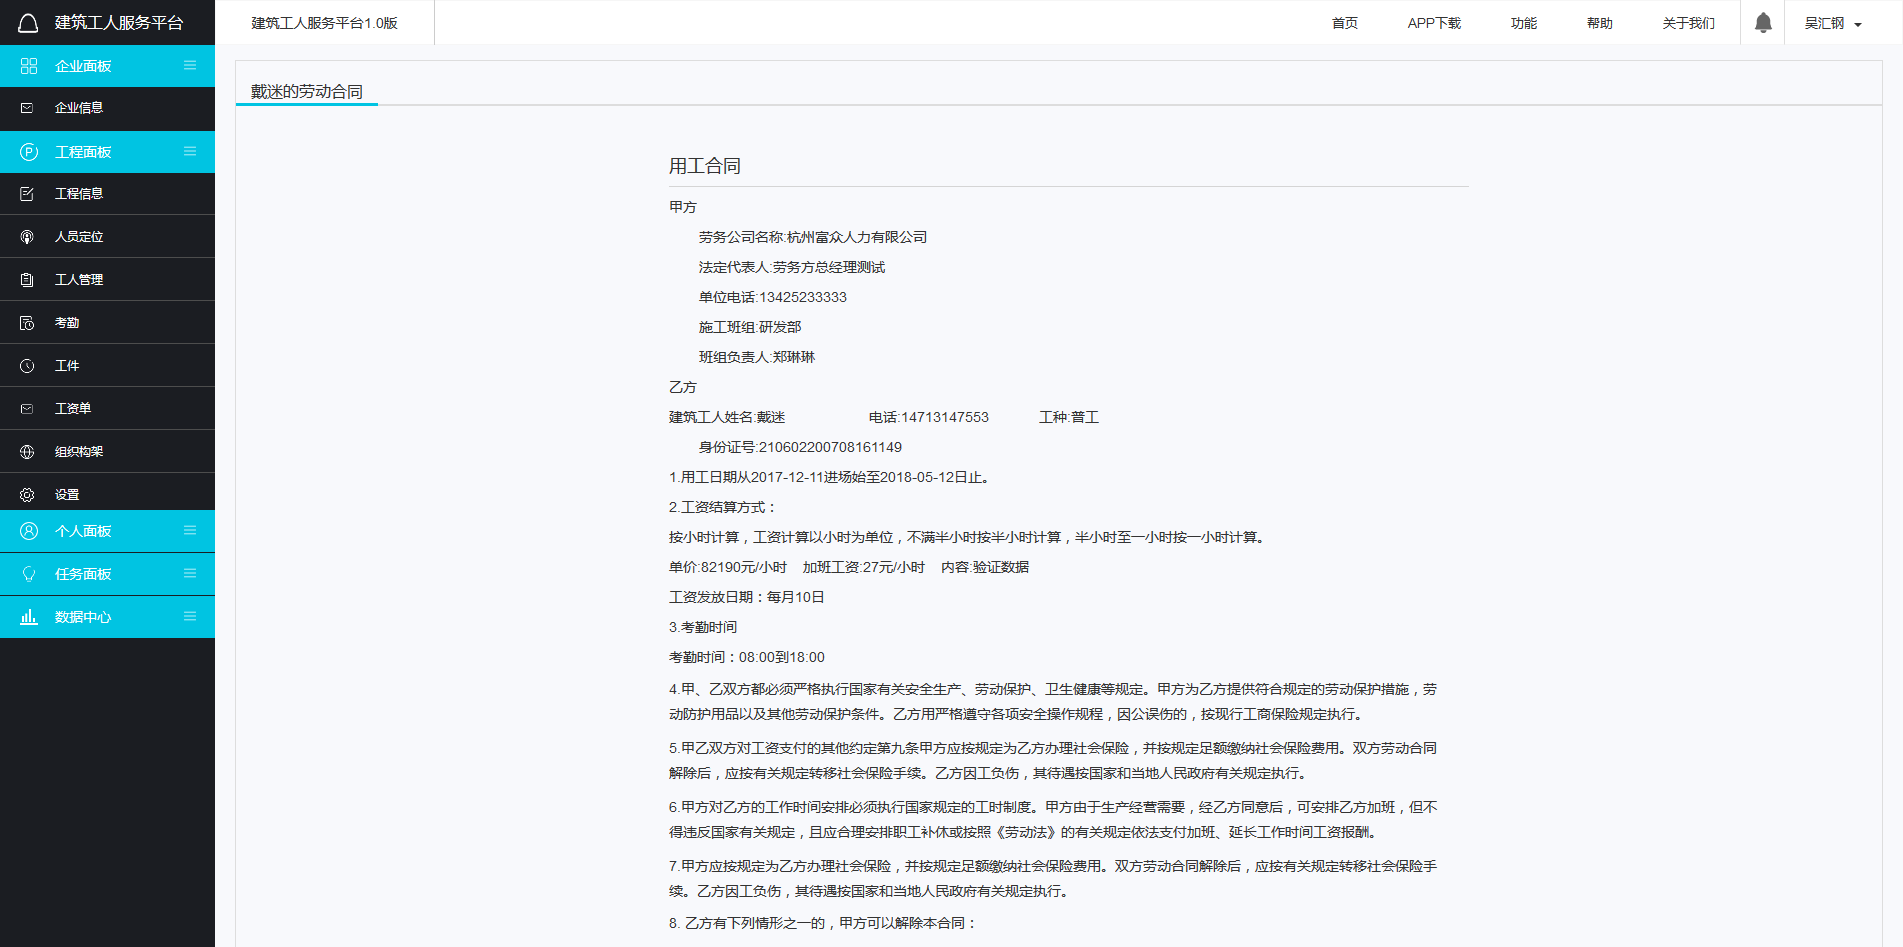 建筑工人服务平台
建筑工人服务平台1.0版
首页
APP下载
功能
帮助
关于我们
吴汇钢
企业面板
企业信息
工程面板
工程信息
人员定位
工人管理
考勤
工件
工资单
组织构架
设置
个人面板
任务面板
数据中心
戴迷的劳动合同
用工合同
甲方
劳务公司名称:杭州富众人力有限公司
法定代表人:劳务方总经理测试
单位电话:13425233333
施工班组:研发部
班组负责人:郑琳琳
乙方
建筑工人姓名:戴迷 电话:14713147553 工种:普工
身份证号:210602200708161149
1.用工日期从2017-12-11进场始至2018-05-12日止。
2.工资结算方式：
按小时计算，工资计算以小时为单位，不满半小时按半小时计算，半小时至一小时按一小时计算。
单价:82190元/小时 加班工资:27元/小时 内容:验证数据
工资发放日期：每月10日
3.考勤时间
考勤时间：08:00到18:00
4.甲、乙双方都必须严格执行国家有关安全生产、劳动保护、卫生健康等规定。甲方为乙方提供符合规定的劳动保护措施，劳
动防护用品以及其他劳动保护条件。乙方用严格遵守各项安全操作规程，因公误伤的，按现行工商保险规定执行。
5.甲乙双方对工资支付的其他约定第九条甲方应按规定为乙方办理社会保险，并按规定足额缴纳社会保险费用。双方劳动合同
解除后，应按有关规定转移社会保险手续。乙方因工负伤，其待遇按国家和当地人民政府有关规定执行。
6.甲方对乙方的工作时间安排必须执行国家规定的工时制度。甲方由于生产经营需要，经乙方同意后，可安排乙方加班，但不
得违反国家有关规定，且应合理安排职工补休或按照《劳动法》的有关规定依法支付加班、延长工作时间工资报酬。
7.甲方应按规定为乙方办理社会保险，并按规定足额缴纳社会保险费用。双方劳动合同解除后，应按有关规定转移社会保险手
续。乙方因工负伤，其待遇按国家和当地人民政府有关规定执行。
8. 乙方有下列情形之一的，甲方可以解除本合同：